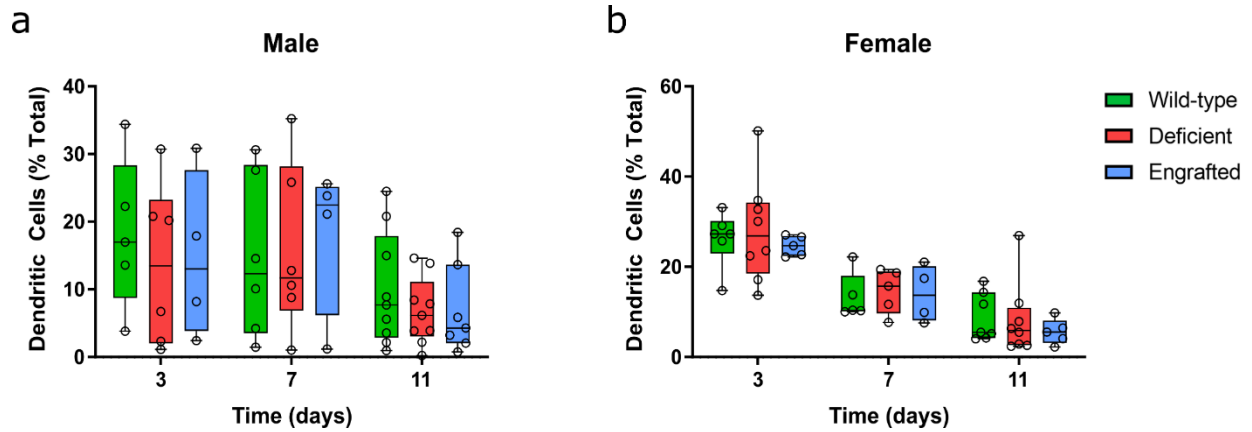 a
Male
Dendritic Cells (% Total)
40
30
20
10
0
3
7
11
Time (days)
b
Female
Dendritic Cells (% Total)
60
40
20
0
3
7
11
Time (days)
Wild-type
Deficient
Engrafted